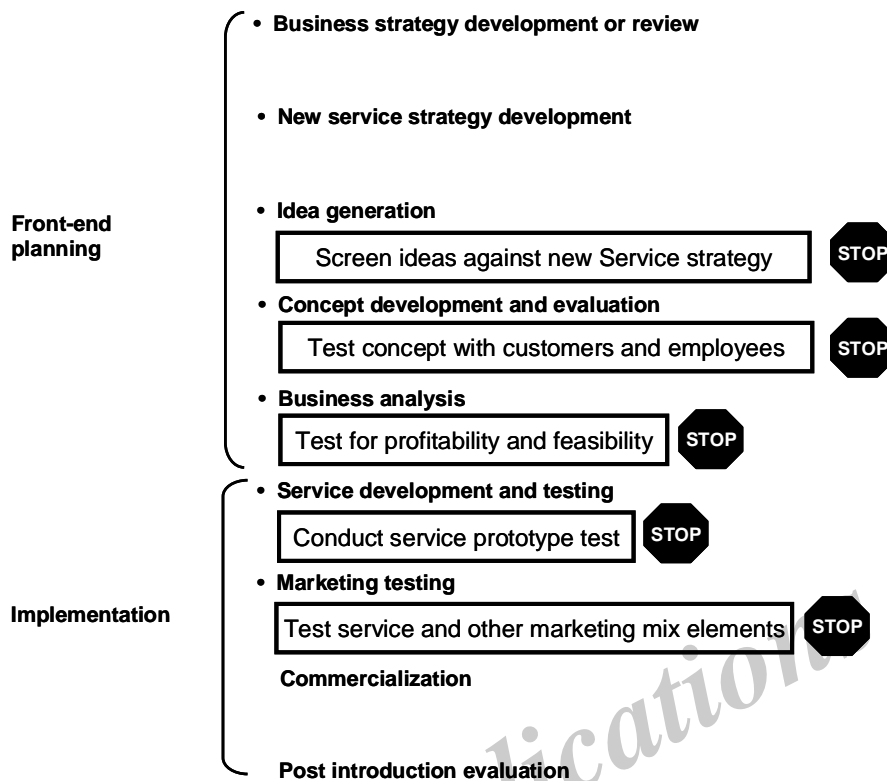 • Business strategy development or review
• New service strategy development
Front-end
planning
• Idea generation
Screen ideas against new Service strategy STOP
• Concept development and evaluation
Test concept with customers and employees STOP
• Business analysis
Test for profitability and feasibility STOP
• Service development and testing
Conduct service prototype test STOP
Implementation
• Marketing testing
Test service and other marketing mix elements STOP
Commercialization
Post introduction evaluation